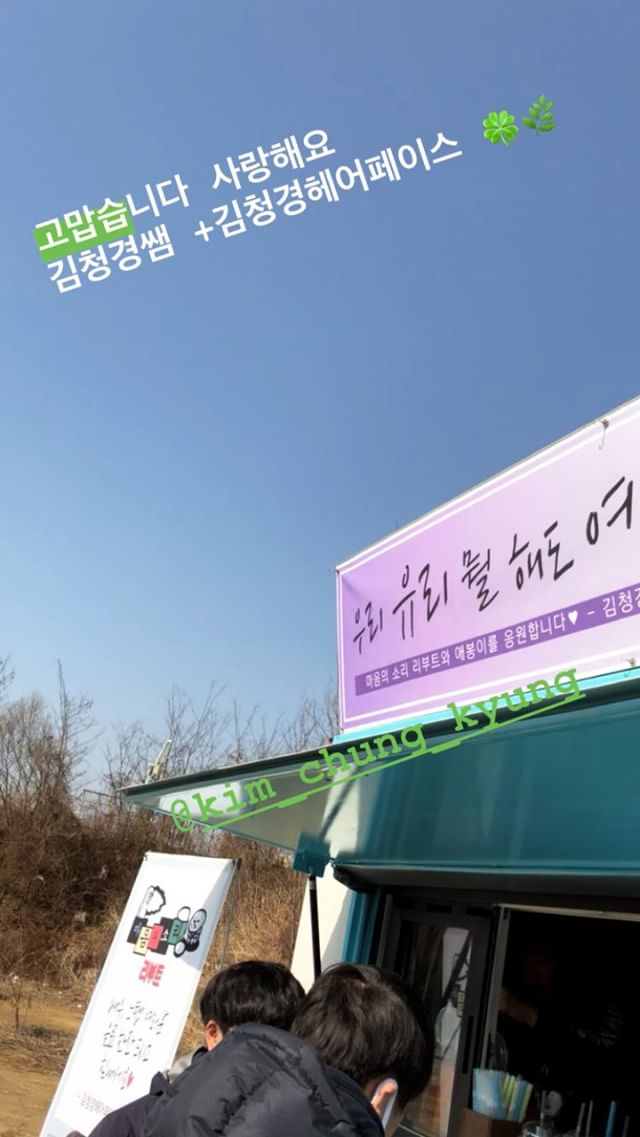 고맙습니다 사랑해요
김청경쌤 +김청경헤어페이스 🍀🌿
우리 유리 뭘 해도 여
마음의 소리 리부트와 애봉이를 응원합니다♥ - 김청경
@kim_chung_kyung
리부트